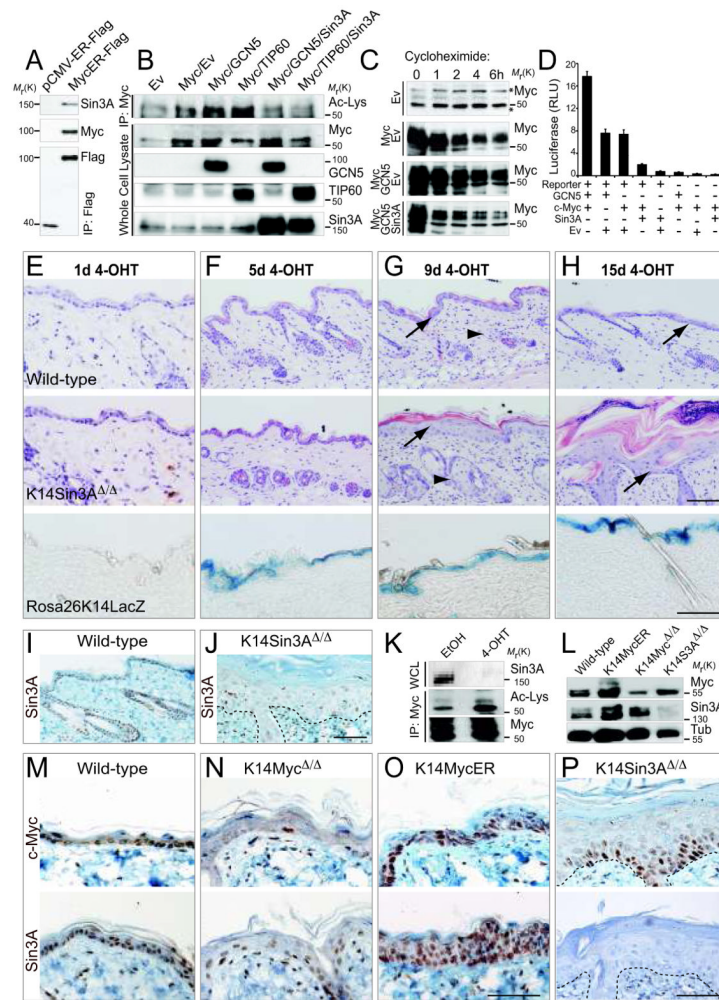 A
pCMV-ER-Flag
MycER-Flag
Mr(K)
150
Sin3A
100
Myc
100
Flag
40
IP: Flag
B
Ev
Myc/Ev
Myc/GCN5
Myc/TIP60
Myc/GCN5/Sin3A
Myc/TIP60/Sin3A
Mr(K)
IP: Myc
Ac-Lys
50
Whole Cell Lysate
Myc
50
100
GCN5
TIP60
50
Sin3A
150
C
Cycloheximide:
0 1 2 4 6h
Mr(K)
Ev
*Myc
50
*
Myc
Ev
Myc
50
Myc
GCN5
Ev
Myc
50
Myc
GCN5
Sin3A
Myc
50
D
Luciferase (RLU)
20
16
12
8
4
0
Reporter + + + + + - - - -
GCN5
c-Myc
Sin3A
Ev
E
1d 4-OHT
F
5d 4-OHT
G
9d 4-OHT
H
15d 4-OHT
Wild-type
K14Sin3AΔ/Δ
Rosa26K14LacZ
I
Wild-type
Sin3A
J
K14Sin3AΔ/Δ
Sin3A
K
EtOH
4-OHT
Mr(K)
WCL
Sin3A
150
IP: Myc
Ac-Lys
50
Myc
50
L
Wild-type
K14MycER
K14MycΔ/Δ
K14S3AΔ/Δ
Mr(K)
Myc
55
Sin3A
130
Tub
55
M
Wild-type
N
K14MycΔ/Δ
O
K14MycER
P
K14Sin3AΔ/Δ
c-Myc
Sin3A